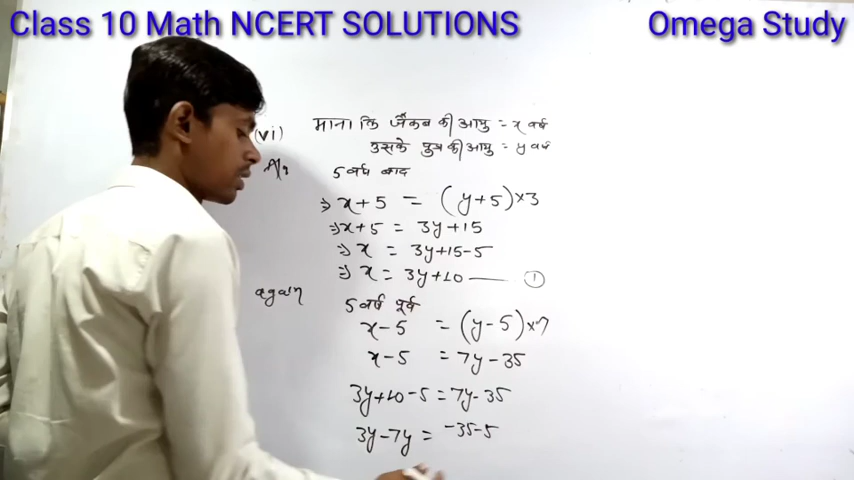 Class 10 Math NCERT SOLUTIONS
Omega Study
(vi) माना कि जैकब की आयु = x वर्ष
उसके पुत्र की आयु = y वर्ष
A/q 5 वर्ष बाद
⇒ x+5 = (y+5)×3
⇒ x+5 = 3y+15
⇒ x = 3y+15-5
⇒ x = 3y+10 —— ①
again 5 वर्ष पूर्व
x-5 = (y-5)×7
x-5 = 7y-35
3y+10-5 = 7y-35
3y-7y = -35-5